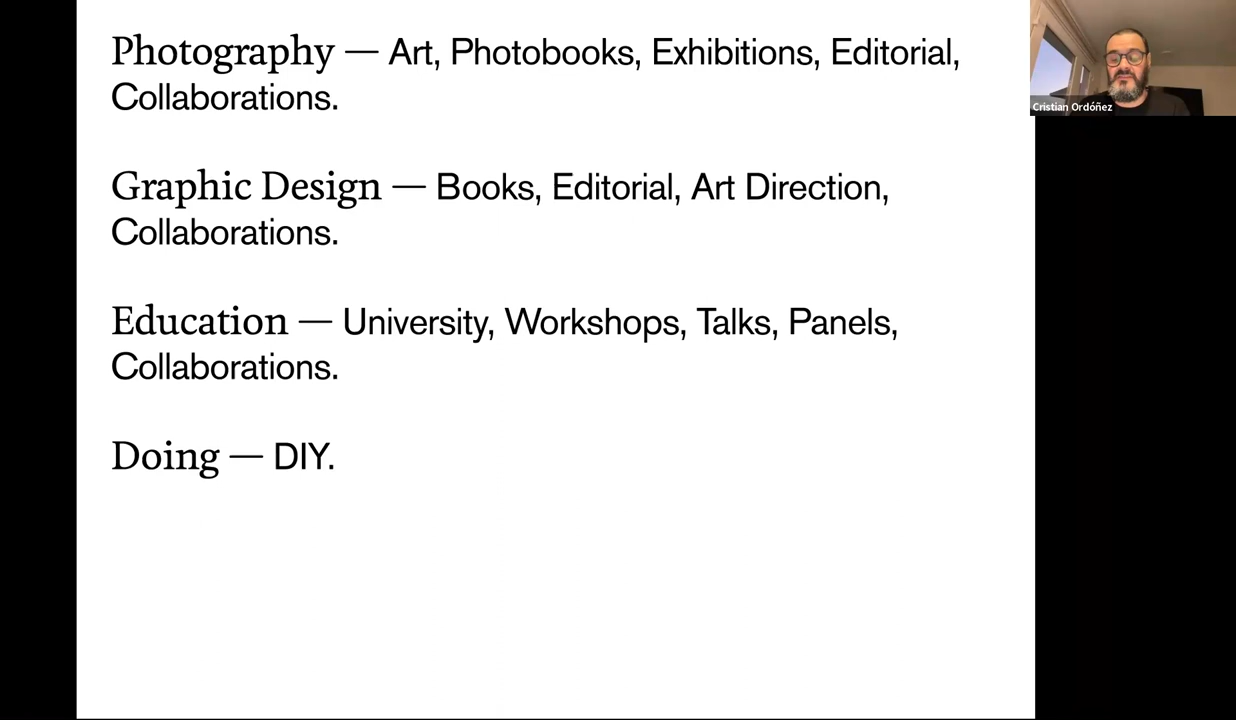 Photography — Art, Photobooks, Exhibitions, Editorial,
Collaborations.
Graphic Design — Books, Editorial, Art Direction,
Collaborations.
Education — University, Workshops, Talks, Panels,
Collaborations.
Doing — DIY.
Cristian Ordóñez